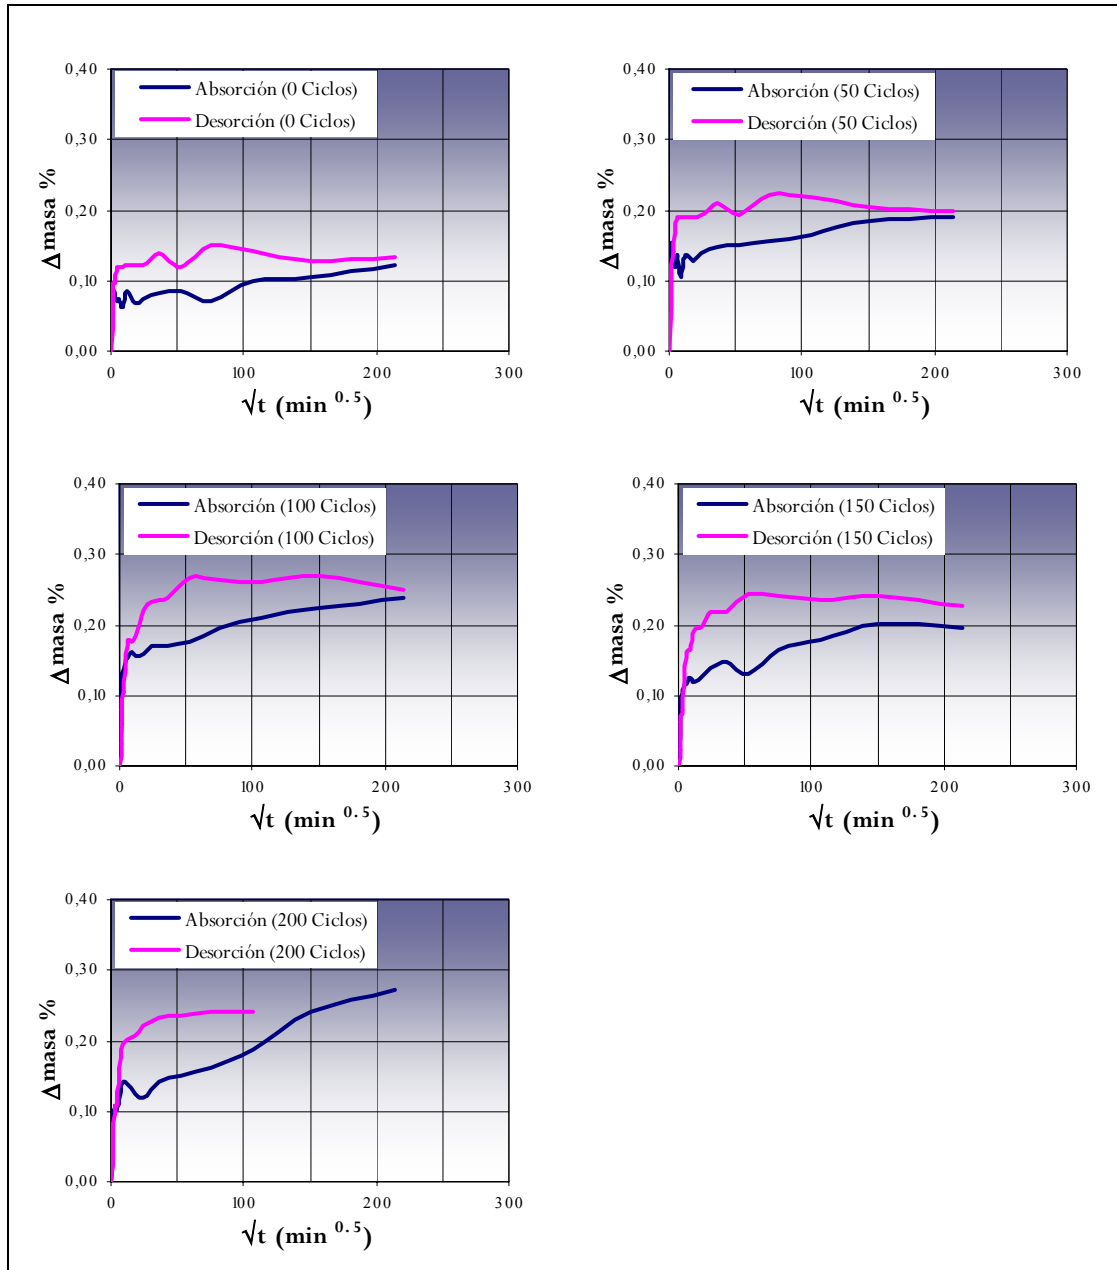 0,40
0,30
0,20
0,10
0,00
Δmasa %
Absorción (0 Ciclos)
Desorción (0 Ciclos)
0 100 200 300
√t (min 0.5)
0,40
0,30
0,20
0,10
0,00
Δmasa %
Absorción (50 Ciclos)
Desorción (50 Ciclos)
0 100 200 300
√t (min 0.5)
0,40
0,30
0,20
0,10
0,00
Δmasa %
Absorción (100 Ciclos)
Desorción (100 Ciclos)
0 100 200 300
√t (min 0.5)
0,40
0,30
0,20
0,10
0,00
Δmasa %
Absorción (150 Ciclos)
Desorción (150 Ciclos)
0 100 200 300
√t (min 0.5)
0,40
0,30
0,20
0,10
0,00
Δmasa %
Absorción (200 Ciclos)
Desorción (200 Ciclos)
0 100 200 300
√t (min 0.5)